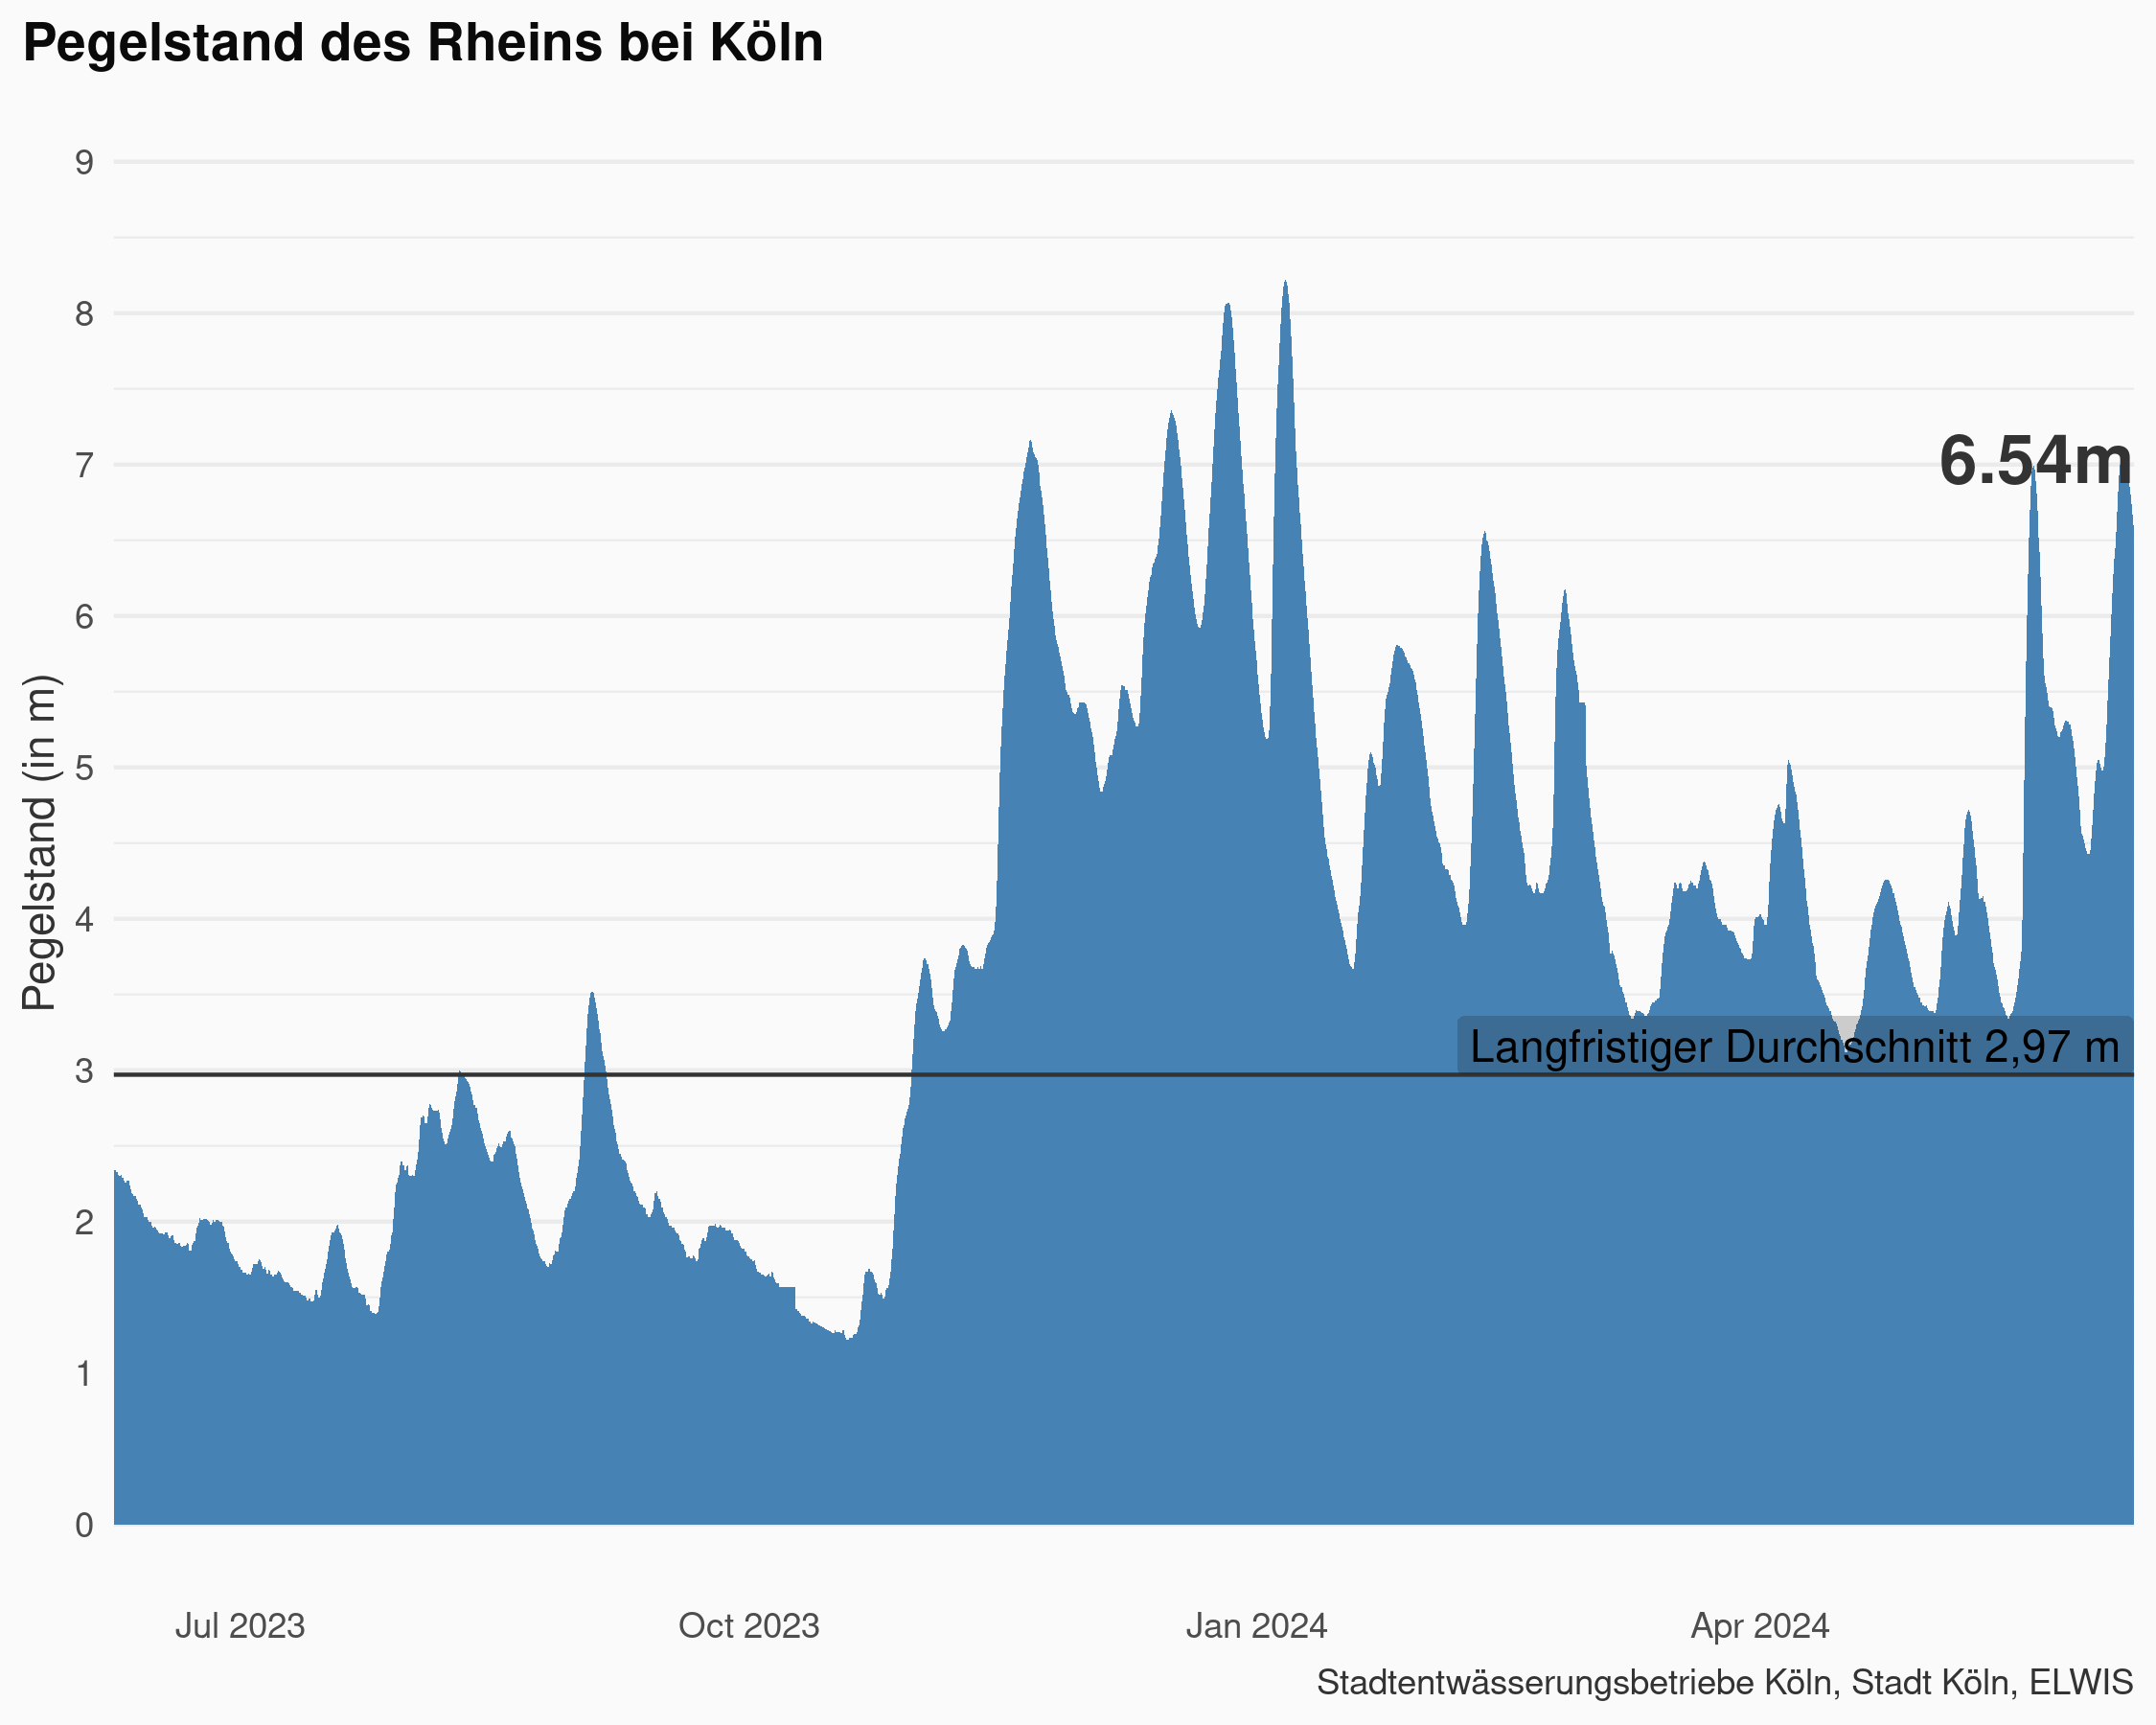 Pegelstand des Rheins bei Köln
9
8
7
6
5
4
3
2
1
0
Pegelstand (in m)
6.54m
Langfristiger Durchschnitt 2,97 m
Jul 2023
Oct 2023
Jan 2024
Apr 2024
Stadtentwässerungsbetriebe Köln, Stadt Köln, ELWIS